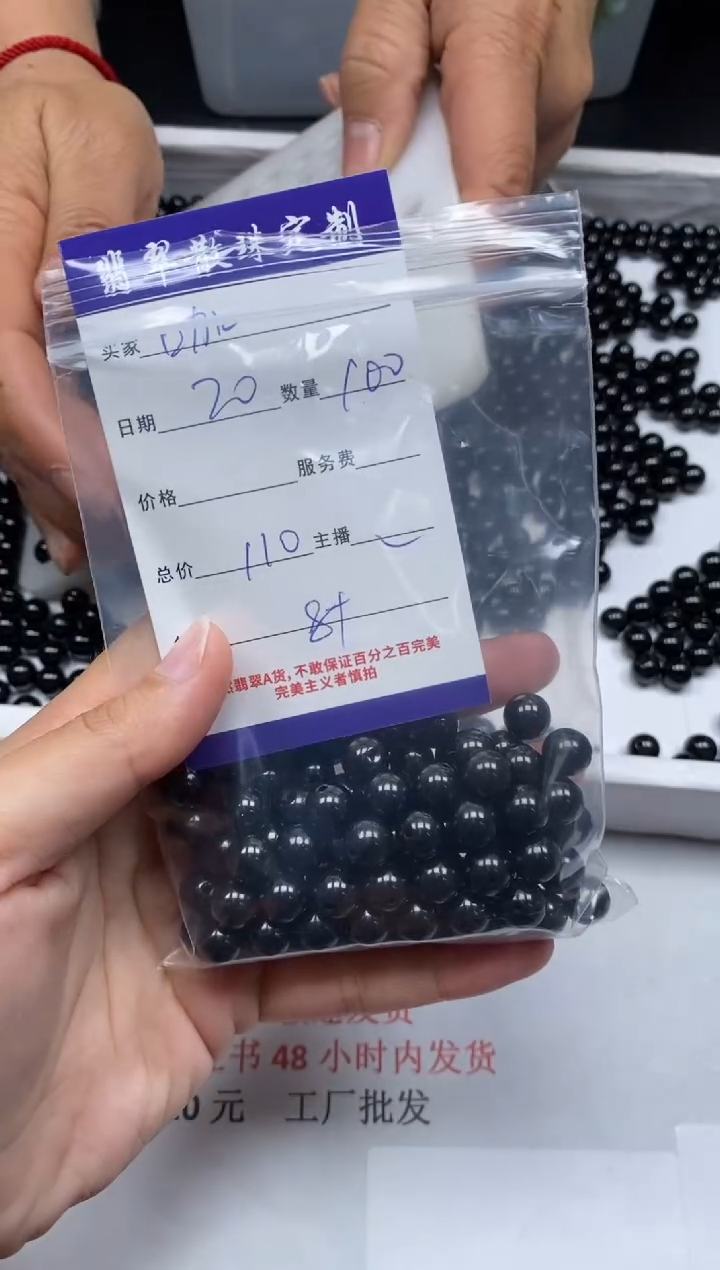 翡翠散珠定制
买家
日期 20 数量 100
价格 服务费
总价 110 主播
8+
翡翠A货,不敢保证百分之百完美
完美主义者慎拍
书 48 小时内发货
0 元 工厂批发